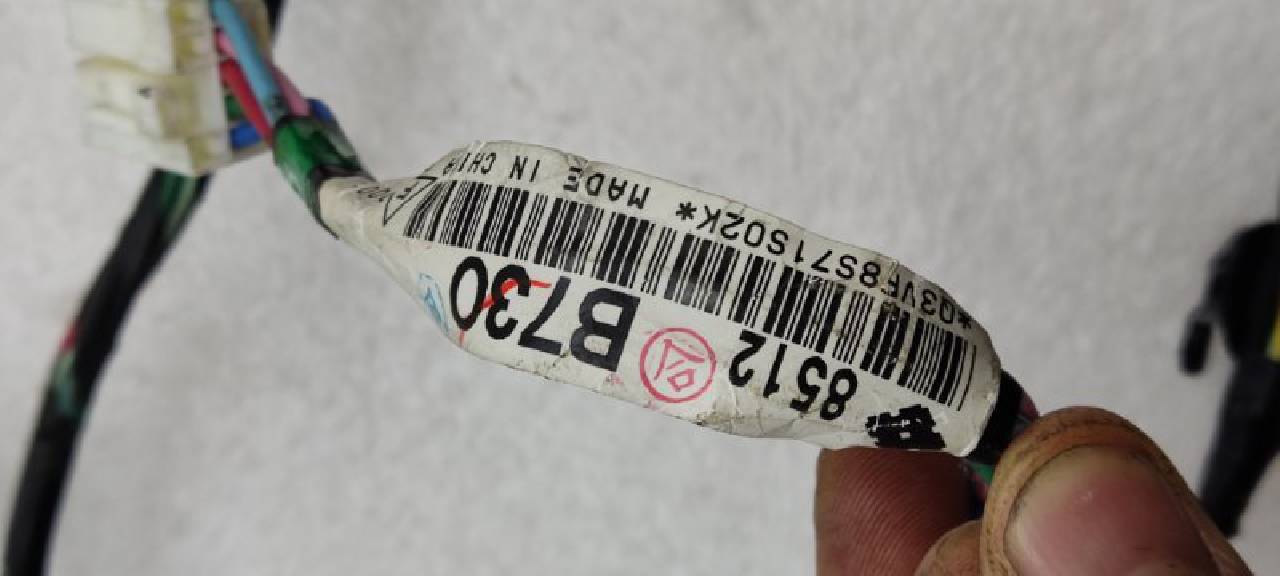 8512 合 B730
*Q3VF8S71S02K* MADE IN CHINA